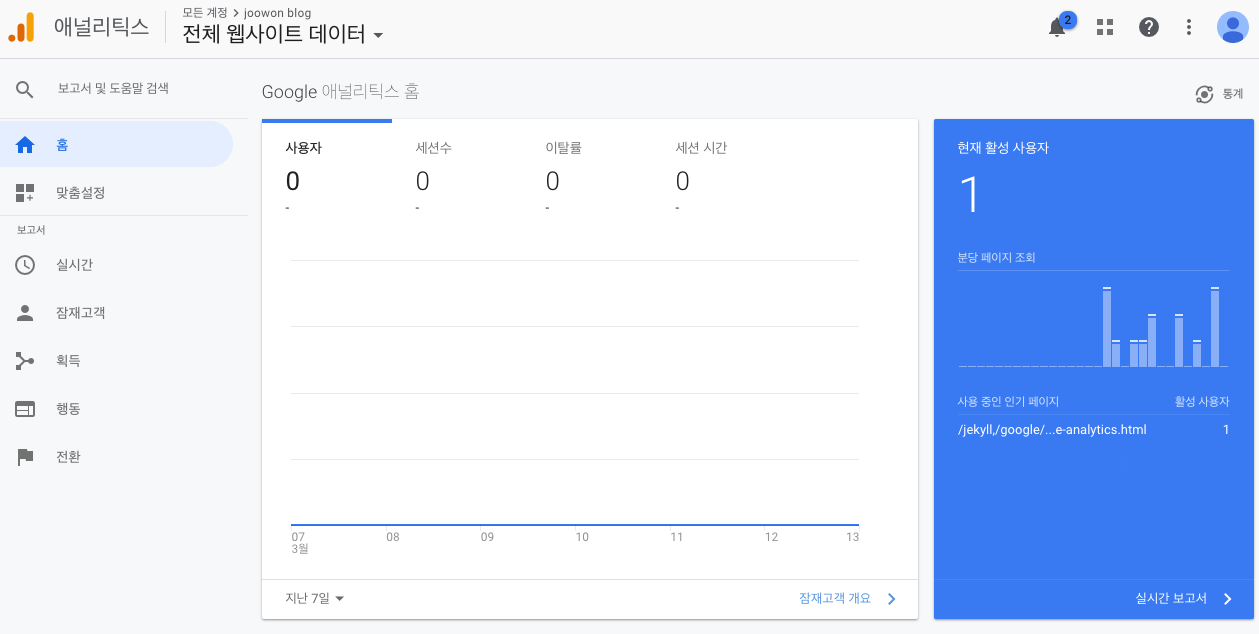 애널리틱스
모든 계정 > joowon blog
전체 웹사이트 데이터
2
보고서 및 도움말 검색
홈
맞춤설정
보고서
실시간
잠재고객
획득
행동
전환
Google 애널리틱스 홈
통계
사용자 세션수 이탈률 세션 시간
0 0 0 0
- - - -
07 08 09 10 11 12 13
3월
지난 7일
잠재고객 개요
현재 활성 사용자
1
분당 페이지 조회
사용 중인 인기 페이지 활성 사용자
/jekyll,/google/...e-analytics.html 1
실시간 보고서